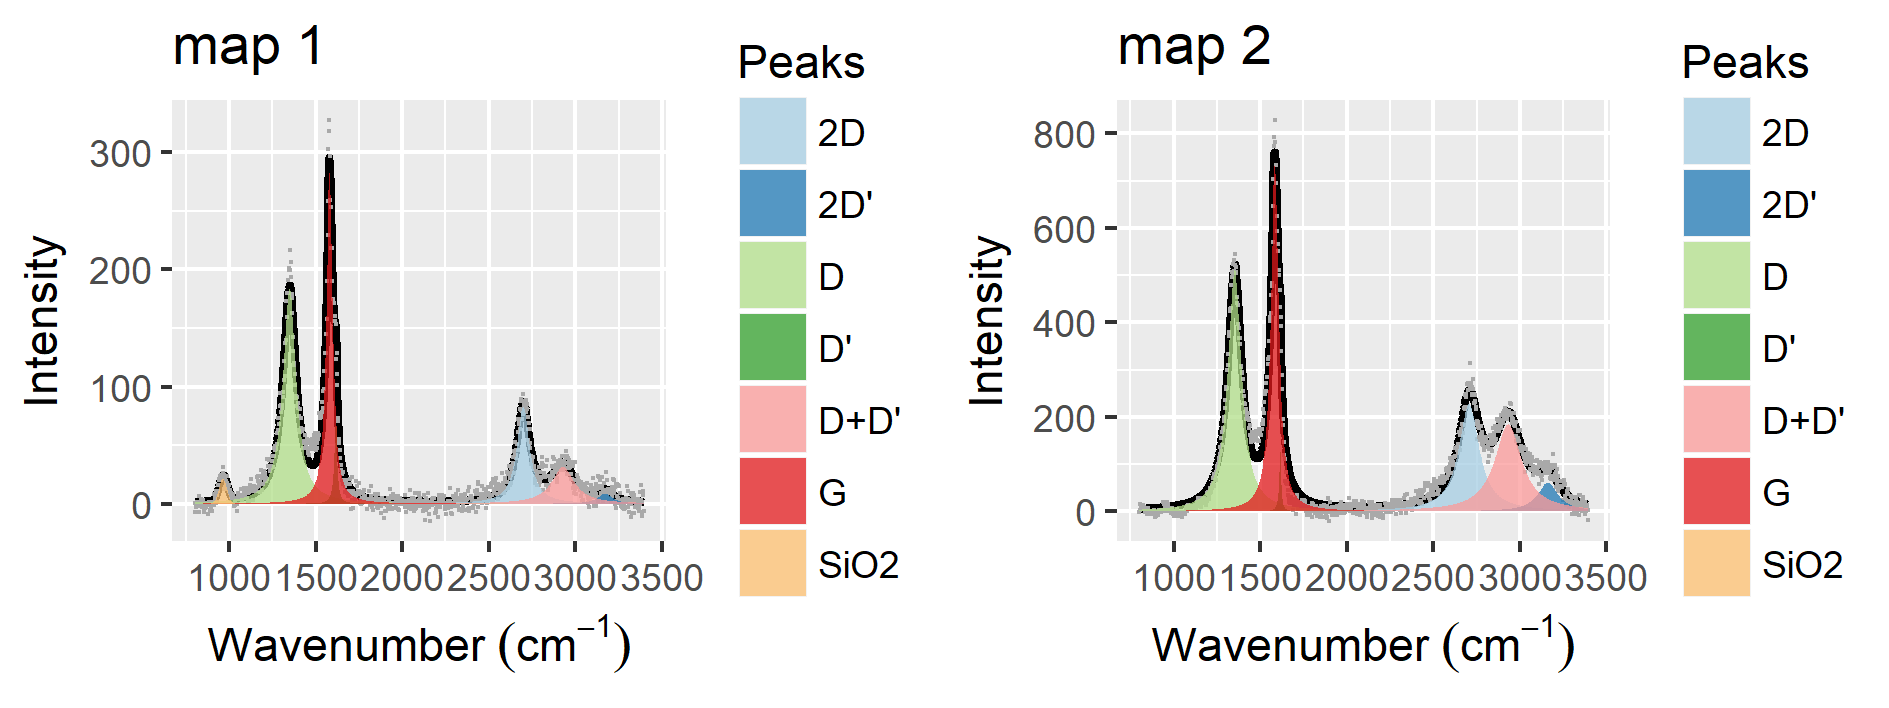 map 1
Peaks
2D
2D'
D
D'
D+D'
G
SiO2
300
200
100
0
Intensity
1000 1500 2000 2500 3000 3500
Wavenumber (cm⁻¹)
map 2
Peaks
2D
2D'
D
D'
D+D'
G
SiO2
800
600
400
200
0
Intensity
1000 1500 2000 2500 3000 3500
Wavenumber (cm⁻¹)